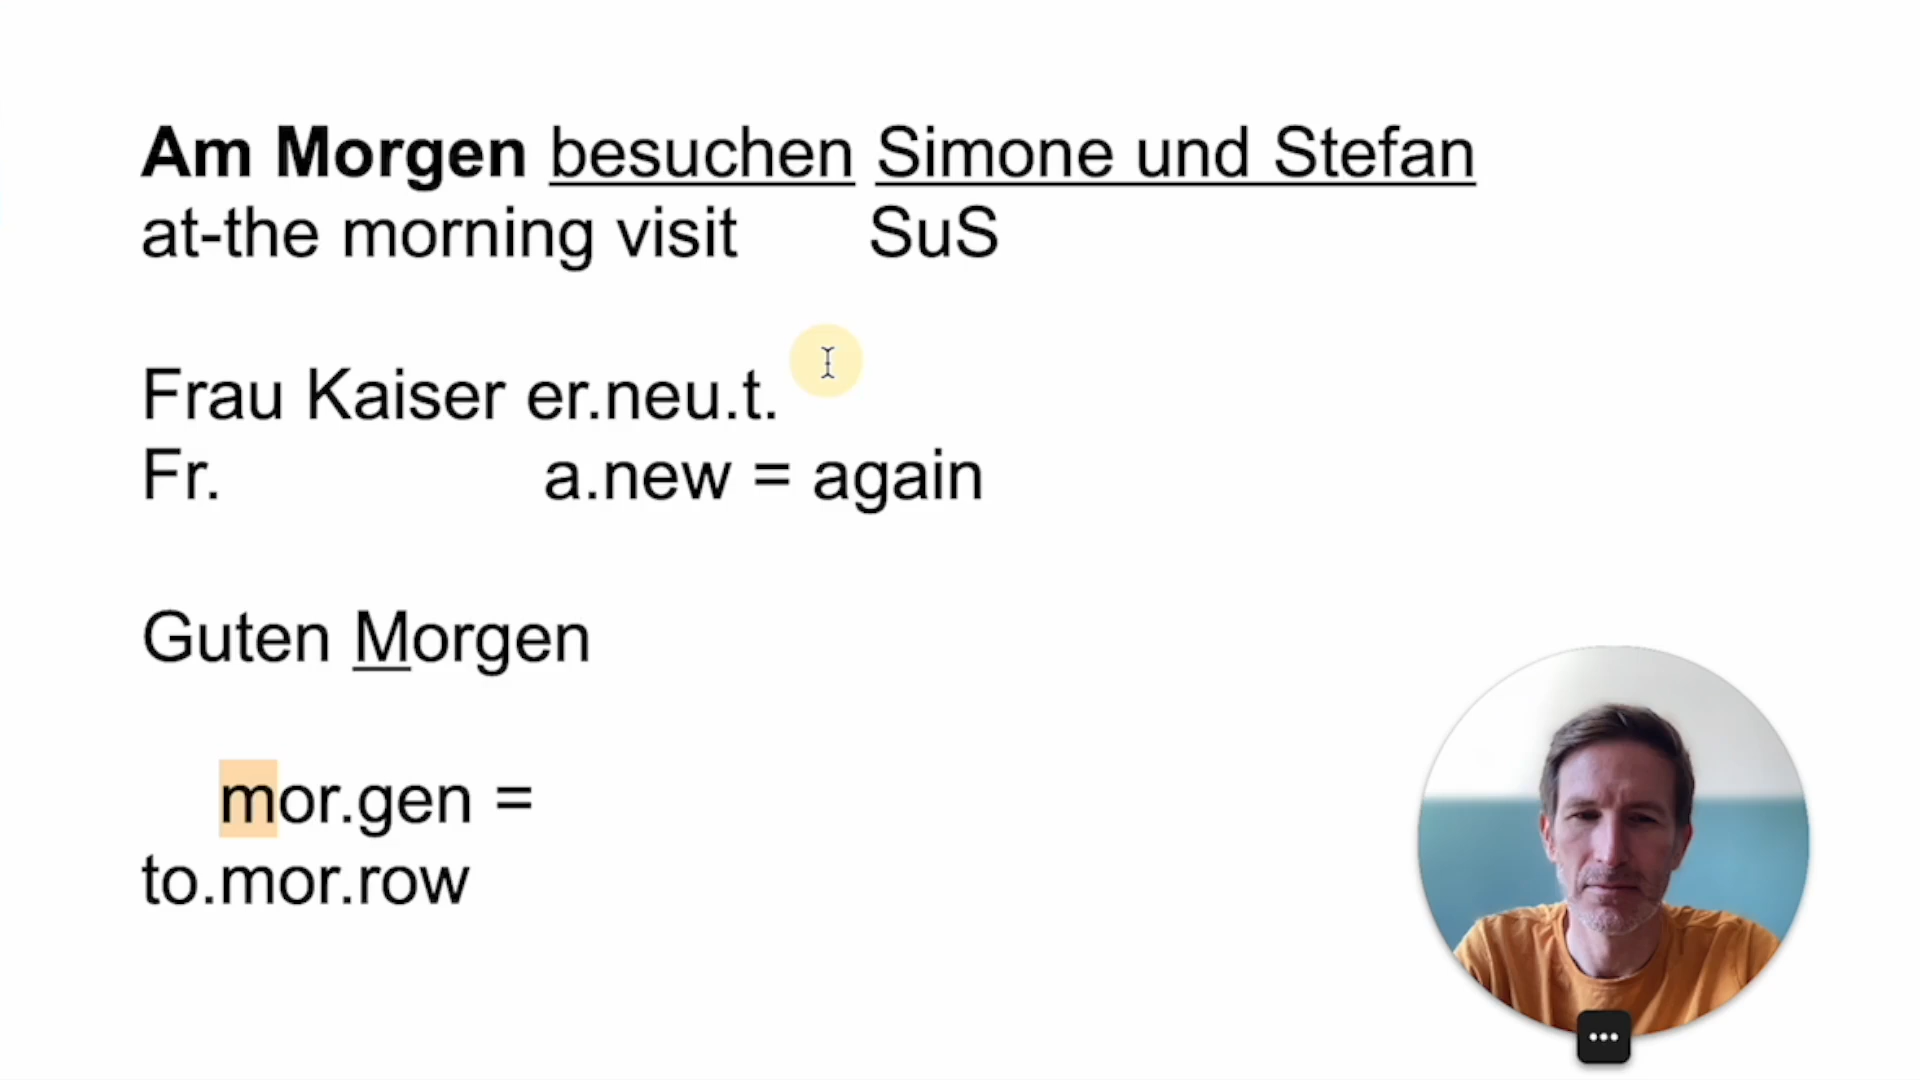 Am Morgen besuchen Simone und Stefan
at-the morning visit SuS
Frau Kaiser er.neu.t.
Fr. a.new = again
Guten Morgen
mor.gen =
to.mor.row